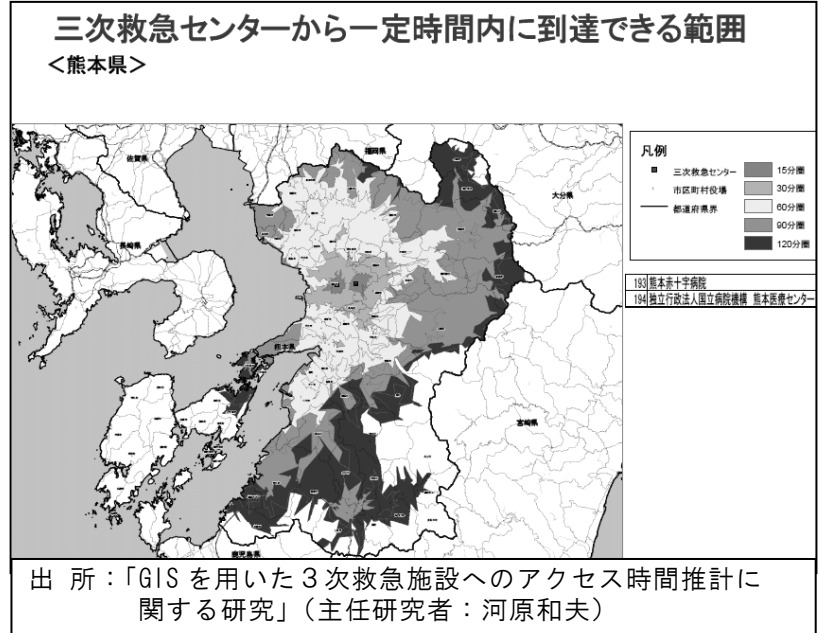 三次救急センターから一定時間内に到達できる範囲
＜熊本県＞
福岡県
佐賀県
大分県
長崎県
熊本県
宮崎県
鹿児島県
凡例
三次救急センター
市区町村役場
都道府県界
15分圏
30分圏
60分圏
90分圏
120分圏
193 熊本赤十字病院
194 独立行政法人国立病院機構 熊本医療センター
出 所：「GISを用いた３次救急施設へのアクセス時間推計に
関する研究」（主任研究者：河原和夫）